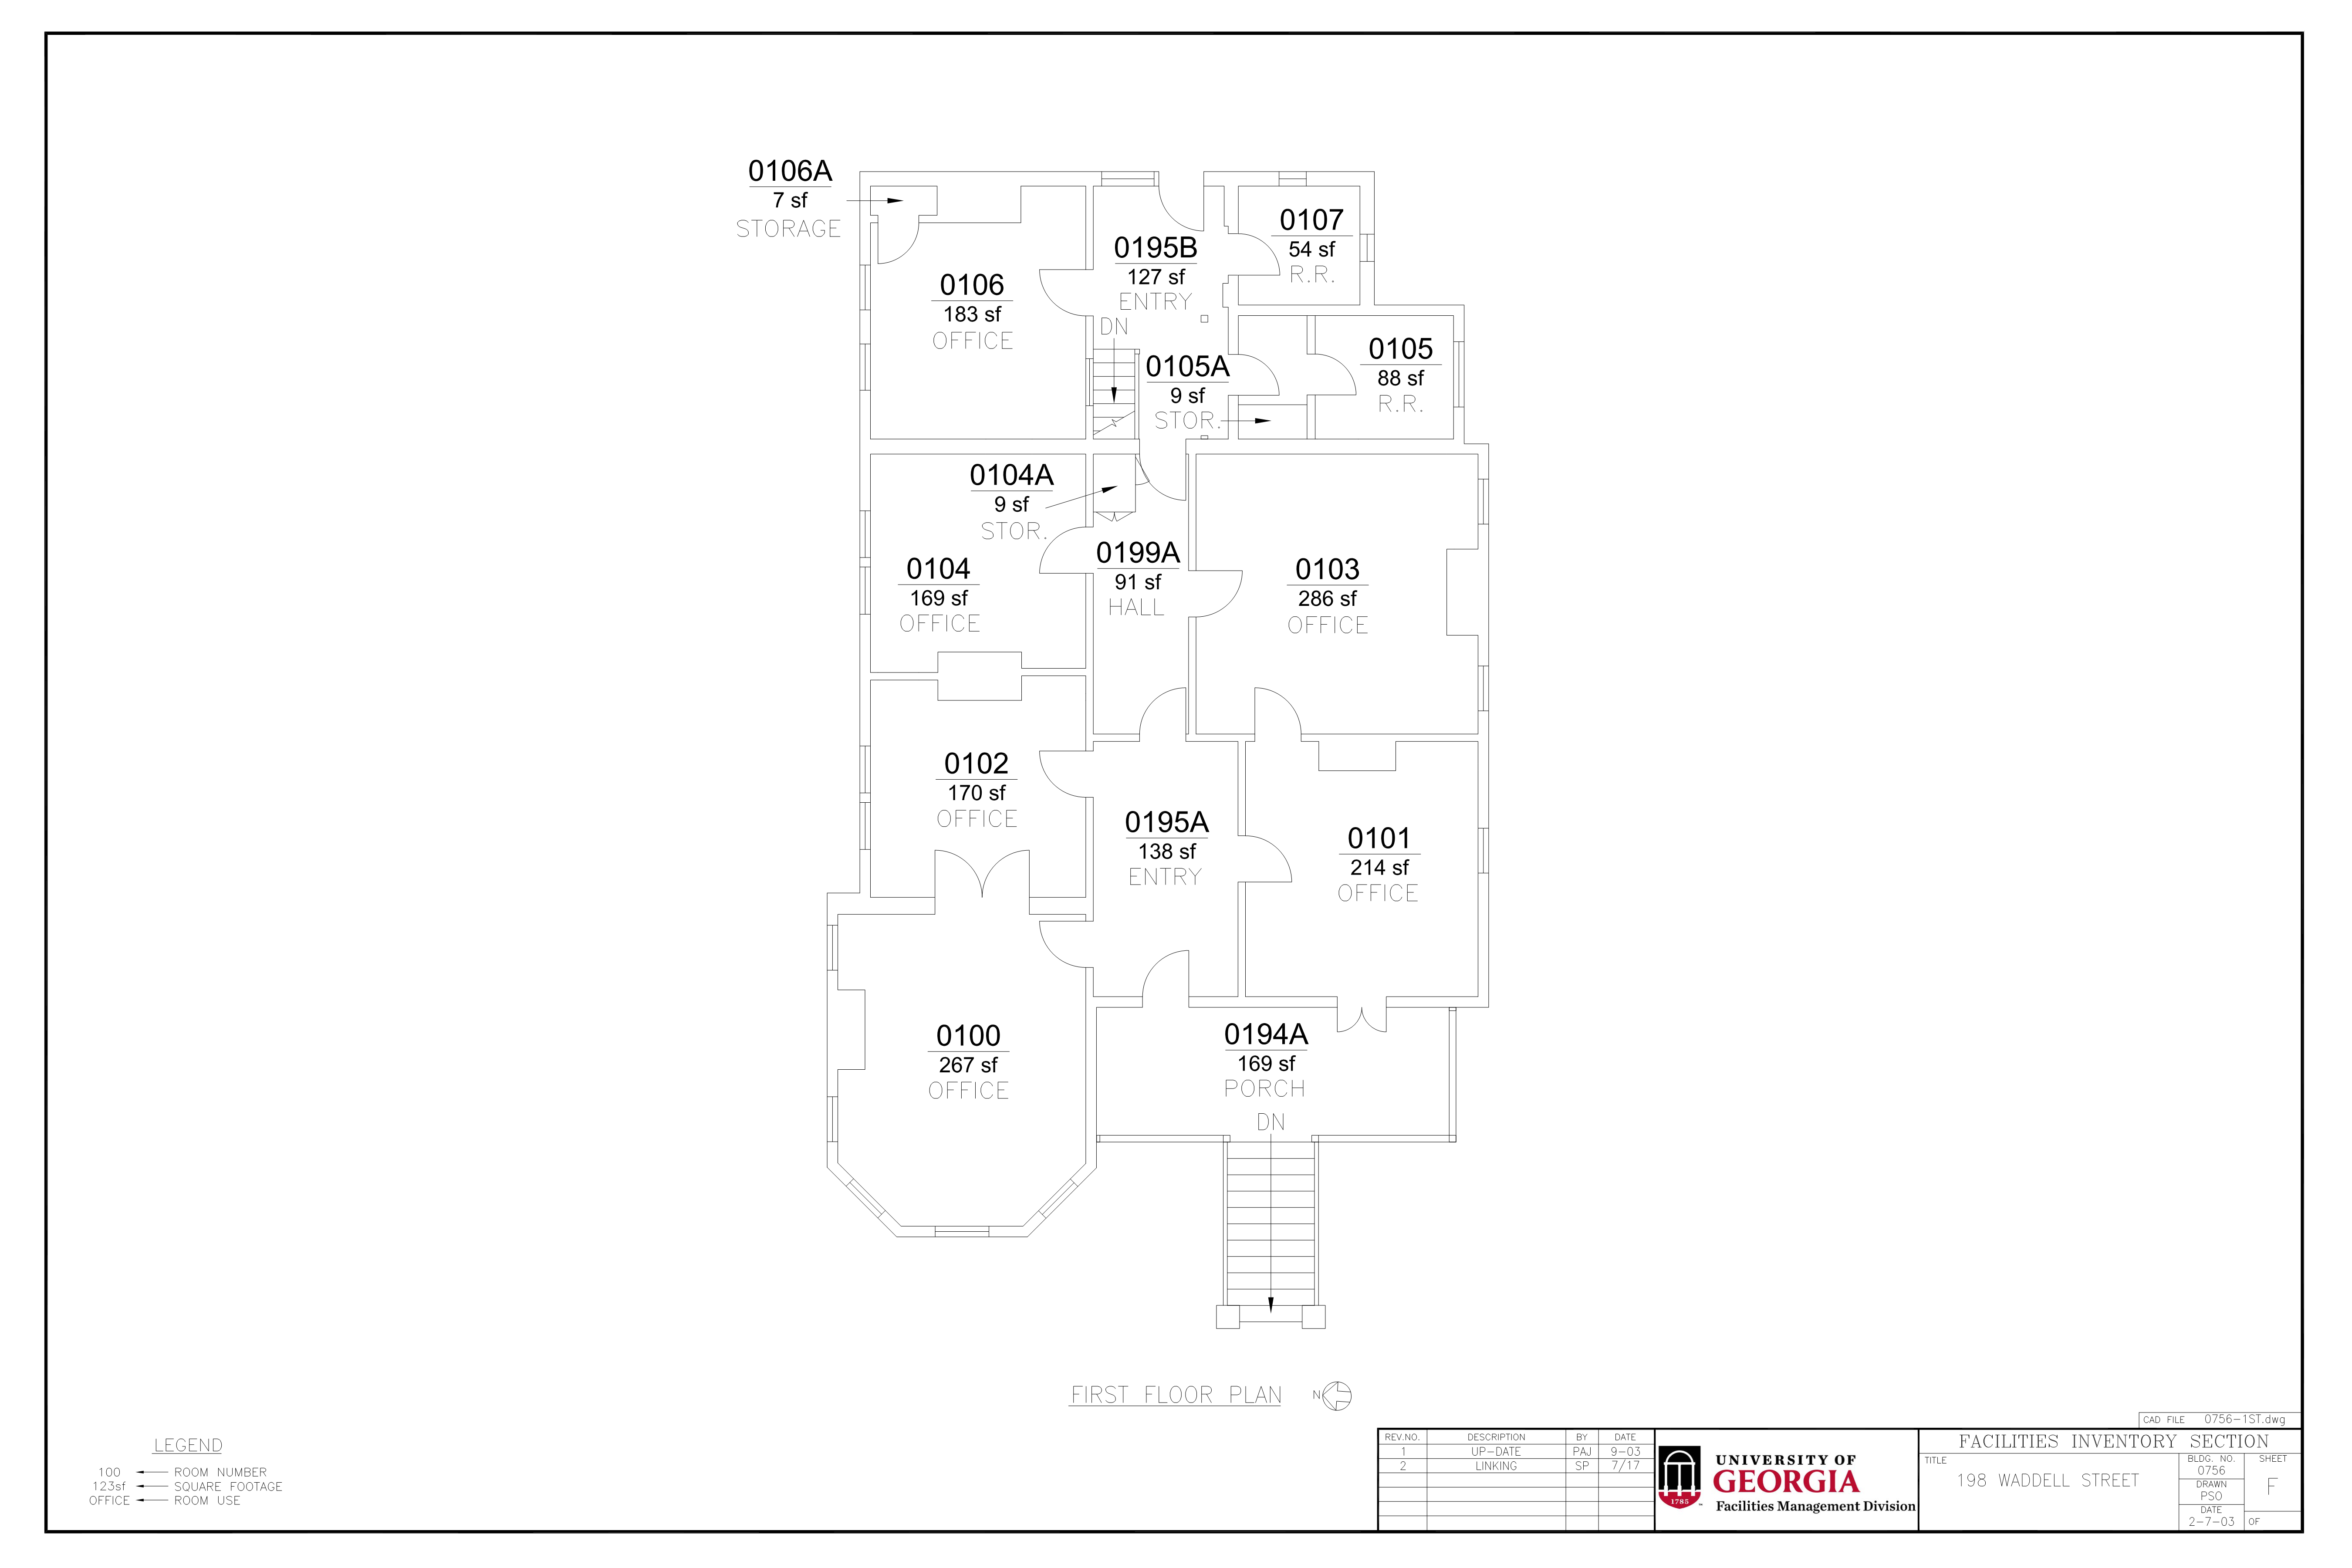 0106A
7 sf
STORAGE
0106
183 sf
OFFICE
0195B
127 sf
ENTRY
DN
0107
54 sf
R.R.
0105A
9 sf
STOR.
0105
88 sf
R.R.
0104A
9 sf
STOR.
0104
169 sf
OFFICE
0199A
91 sf
HALL
0103
286 sf
OFFICE
0102
170 sf
OFFICE
0195A
138 sf
ENTRY
0101
214 sf
OFFICE
0100
267 sf
OFFICE
0194A
169 sf
PORCH
DN
FIRST FLOOR PLAN N
LEGEND
100 ROOM NUMBER
123sf SQUARE FOOTAGE
OFFICE ROOM USE
CAD FILE 0756-1ST.dwg
REV.NO. DESCRIPTION BY DATE
1 UP-DATE PAJ 9-03
2 LINKING SP 7/17
1785
UNIVERSITY OF
GEORGIA
Facilities Management Division
FACILITIES INVENTORY SECTION
TITLE
198 WADDELL STREET
BLDG. NO.
0756
DRAWN
PSO
DATE
2-7-03
SHEET
F
OF